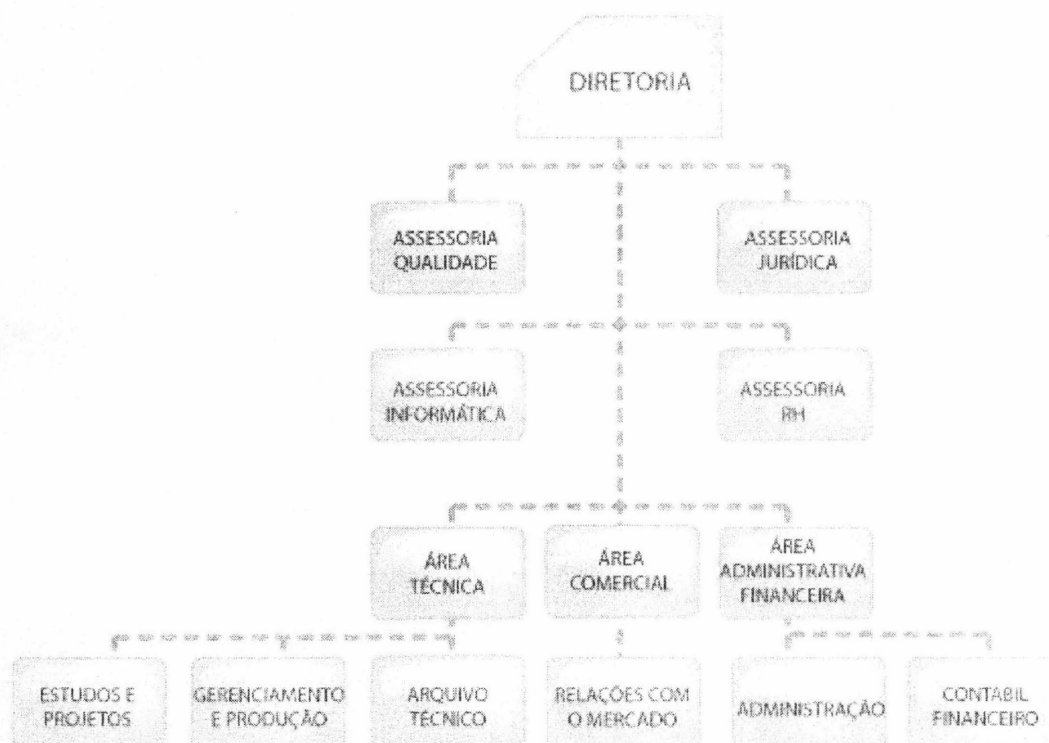 DIRETORIA
ASSESSORIA
QUALIDADE
ASSESSORIA
JURÍDICA
ASSESSORIA
INFORMÁTICA
ASSESSORIA
RH
ÁREA
TÉCNICA
ÁREA
COMERCIAL
ÁREA
ADMINISTRATIVA
FINANCEIRA
ESTUDOS E
PROJETOS
GERENCIAMENTO
E PRODUÇÃO
ARQUIVO
TÉCNICO
RELAÇÕES COM
O MERCADO
ADMINISTRAÇÃO
CONTABIL
FINANCEIRO